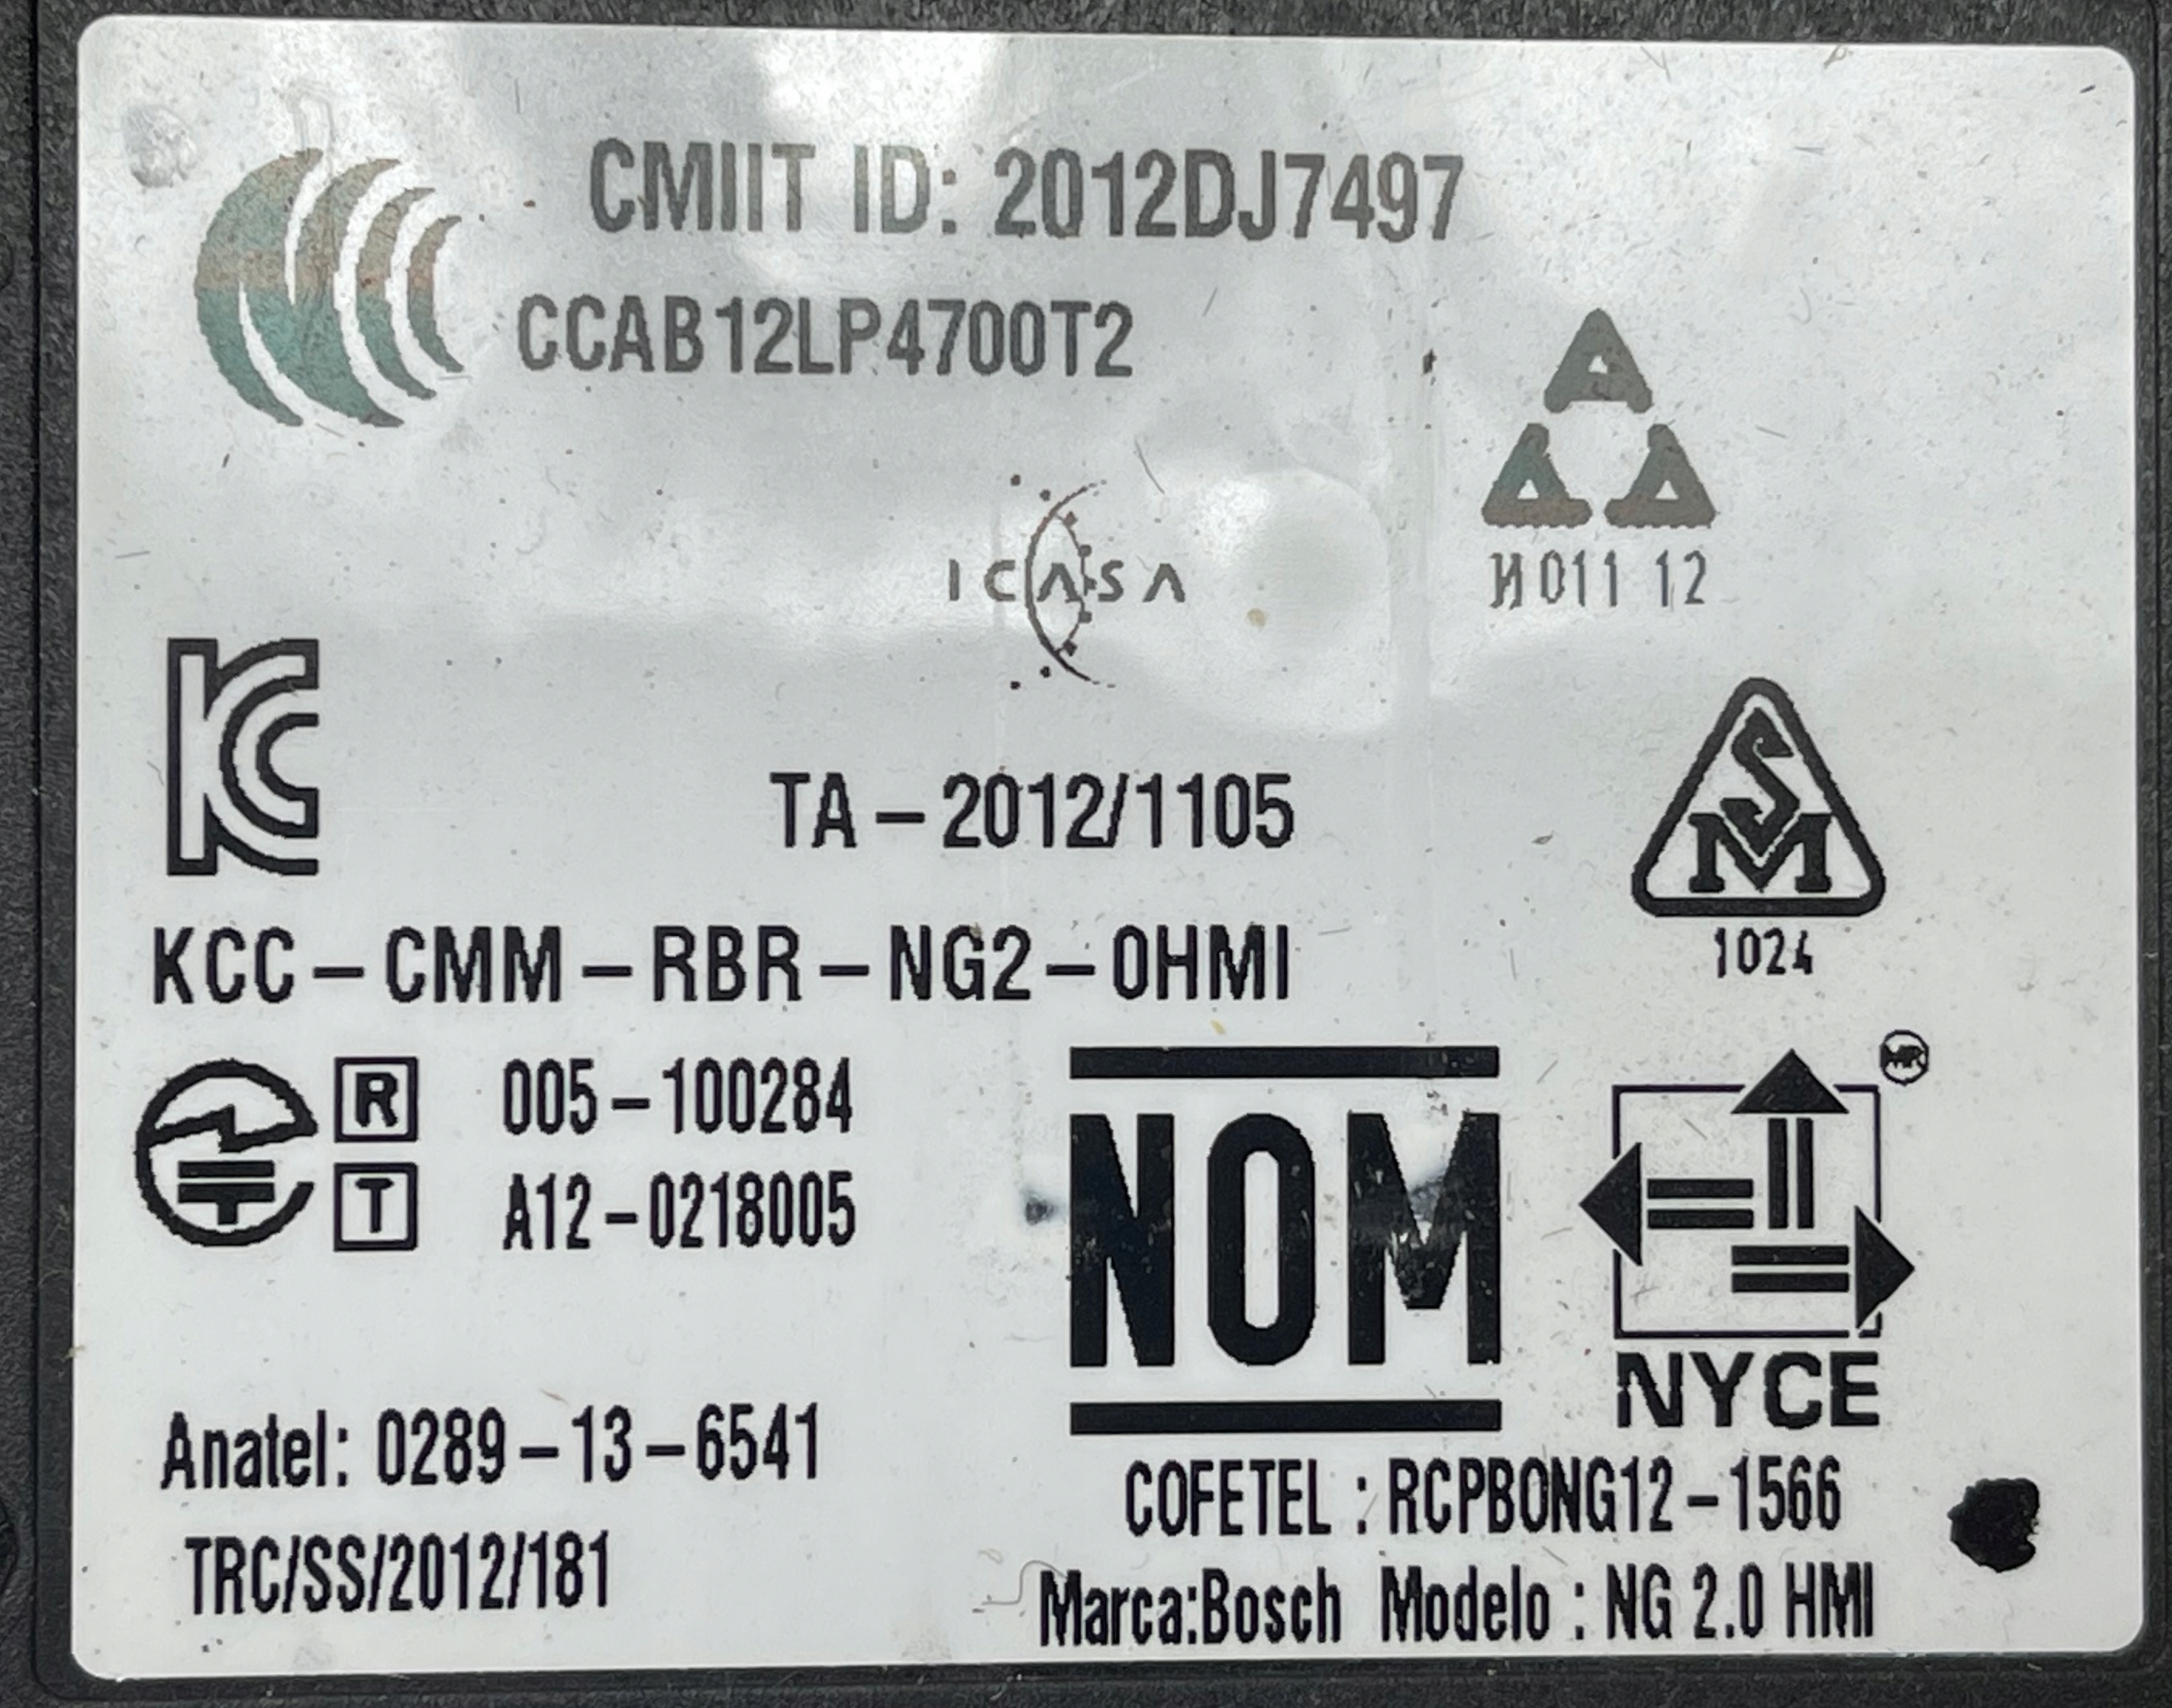 CMIIT ID: 2012DJ7497
CCAB12LP4700T2
ICASA
И011 12
TA-2012/1105
SM
1024
KCC-CMM-RBR-NG2-0HMI
R 005-100284
T A12-0218005
NOM
MR
NYCE
Anatel: 0289-13-6541
COFETEL : RCPBONG12-1566
TRC/SS/2012/181
Marca:Bosch Modelo : NG 2.0 HMI